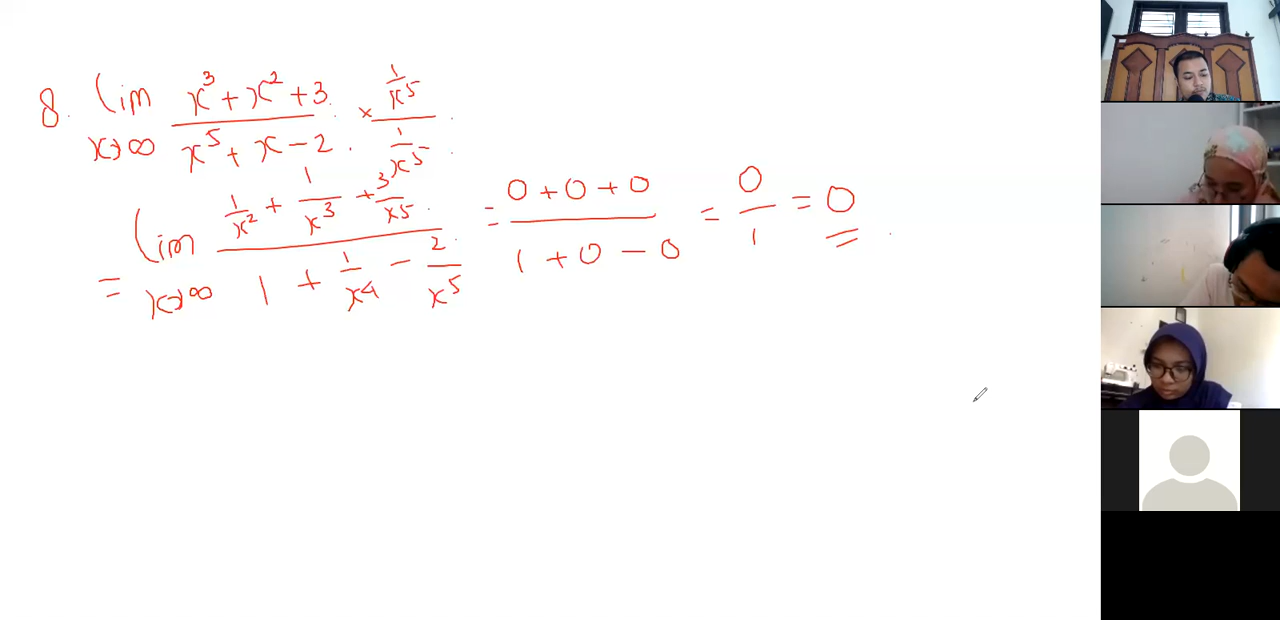 8. lim x→∞ (x³ + x² + 3)/(x⁵ + x − 2) × (1/x⁵)/(1/x⁵)
= lim x→∞ (1/x² + 1/x³ + 3/x5)/(1 + 1/x⁴ − 2/x⁵) = (0 + 0 + 0)/(1 + 0 − 0) = 0/1 = 0